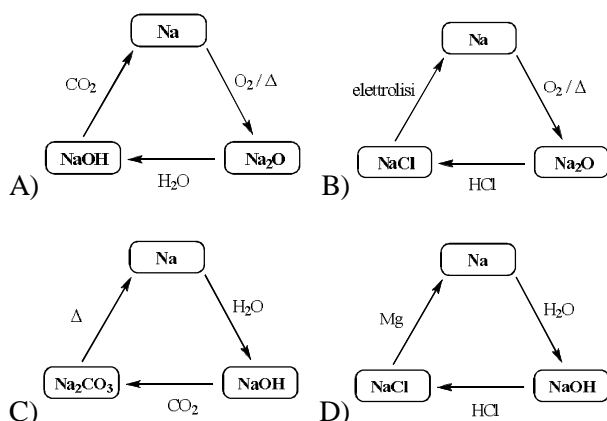 Na
CO₂
O₂ / Δ
NaOH
Na₂O
H₂O
A)
Na
elettrolisi
O₂ / Δ
NaCl
Na₂O
HCl
B)
Na
Δ
H₂O
Na₂CO₃
NaOH
CO₂
C)
Na
Mg
H₂O
NaCl
NaOH
HCl
D)